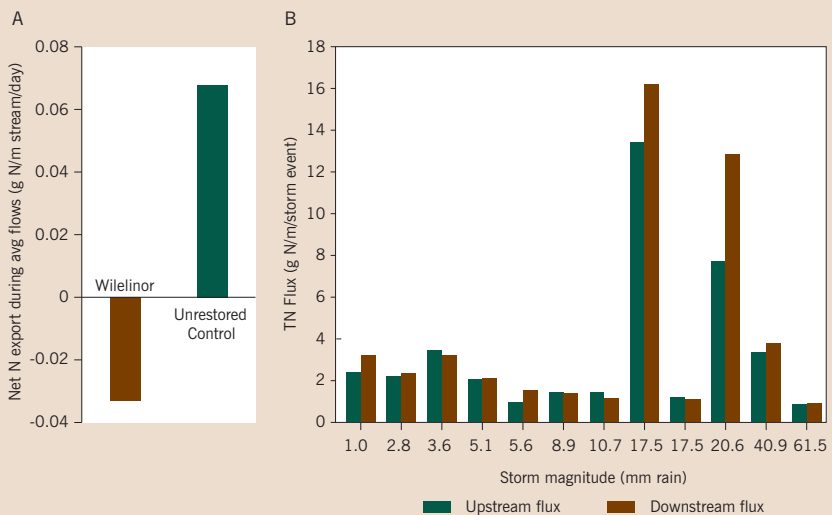 A
Net N export during avg flows (g N/m stream/day)
0.08
0.06
0.04
0.02
0
-0.02
-0.04
Wilelinor
Unrestored
Control
B
TN Flux (g N/m/storm event)
18
16
14
12
10
8
6
4
2
0
1.0 2.8 3.6 5.1 5.6 8.9 10.7 17.5 17.5 20.6 40.9 61.5
Storm magnitude (mm rain)
Upstream flux Downstream flux